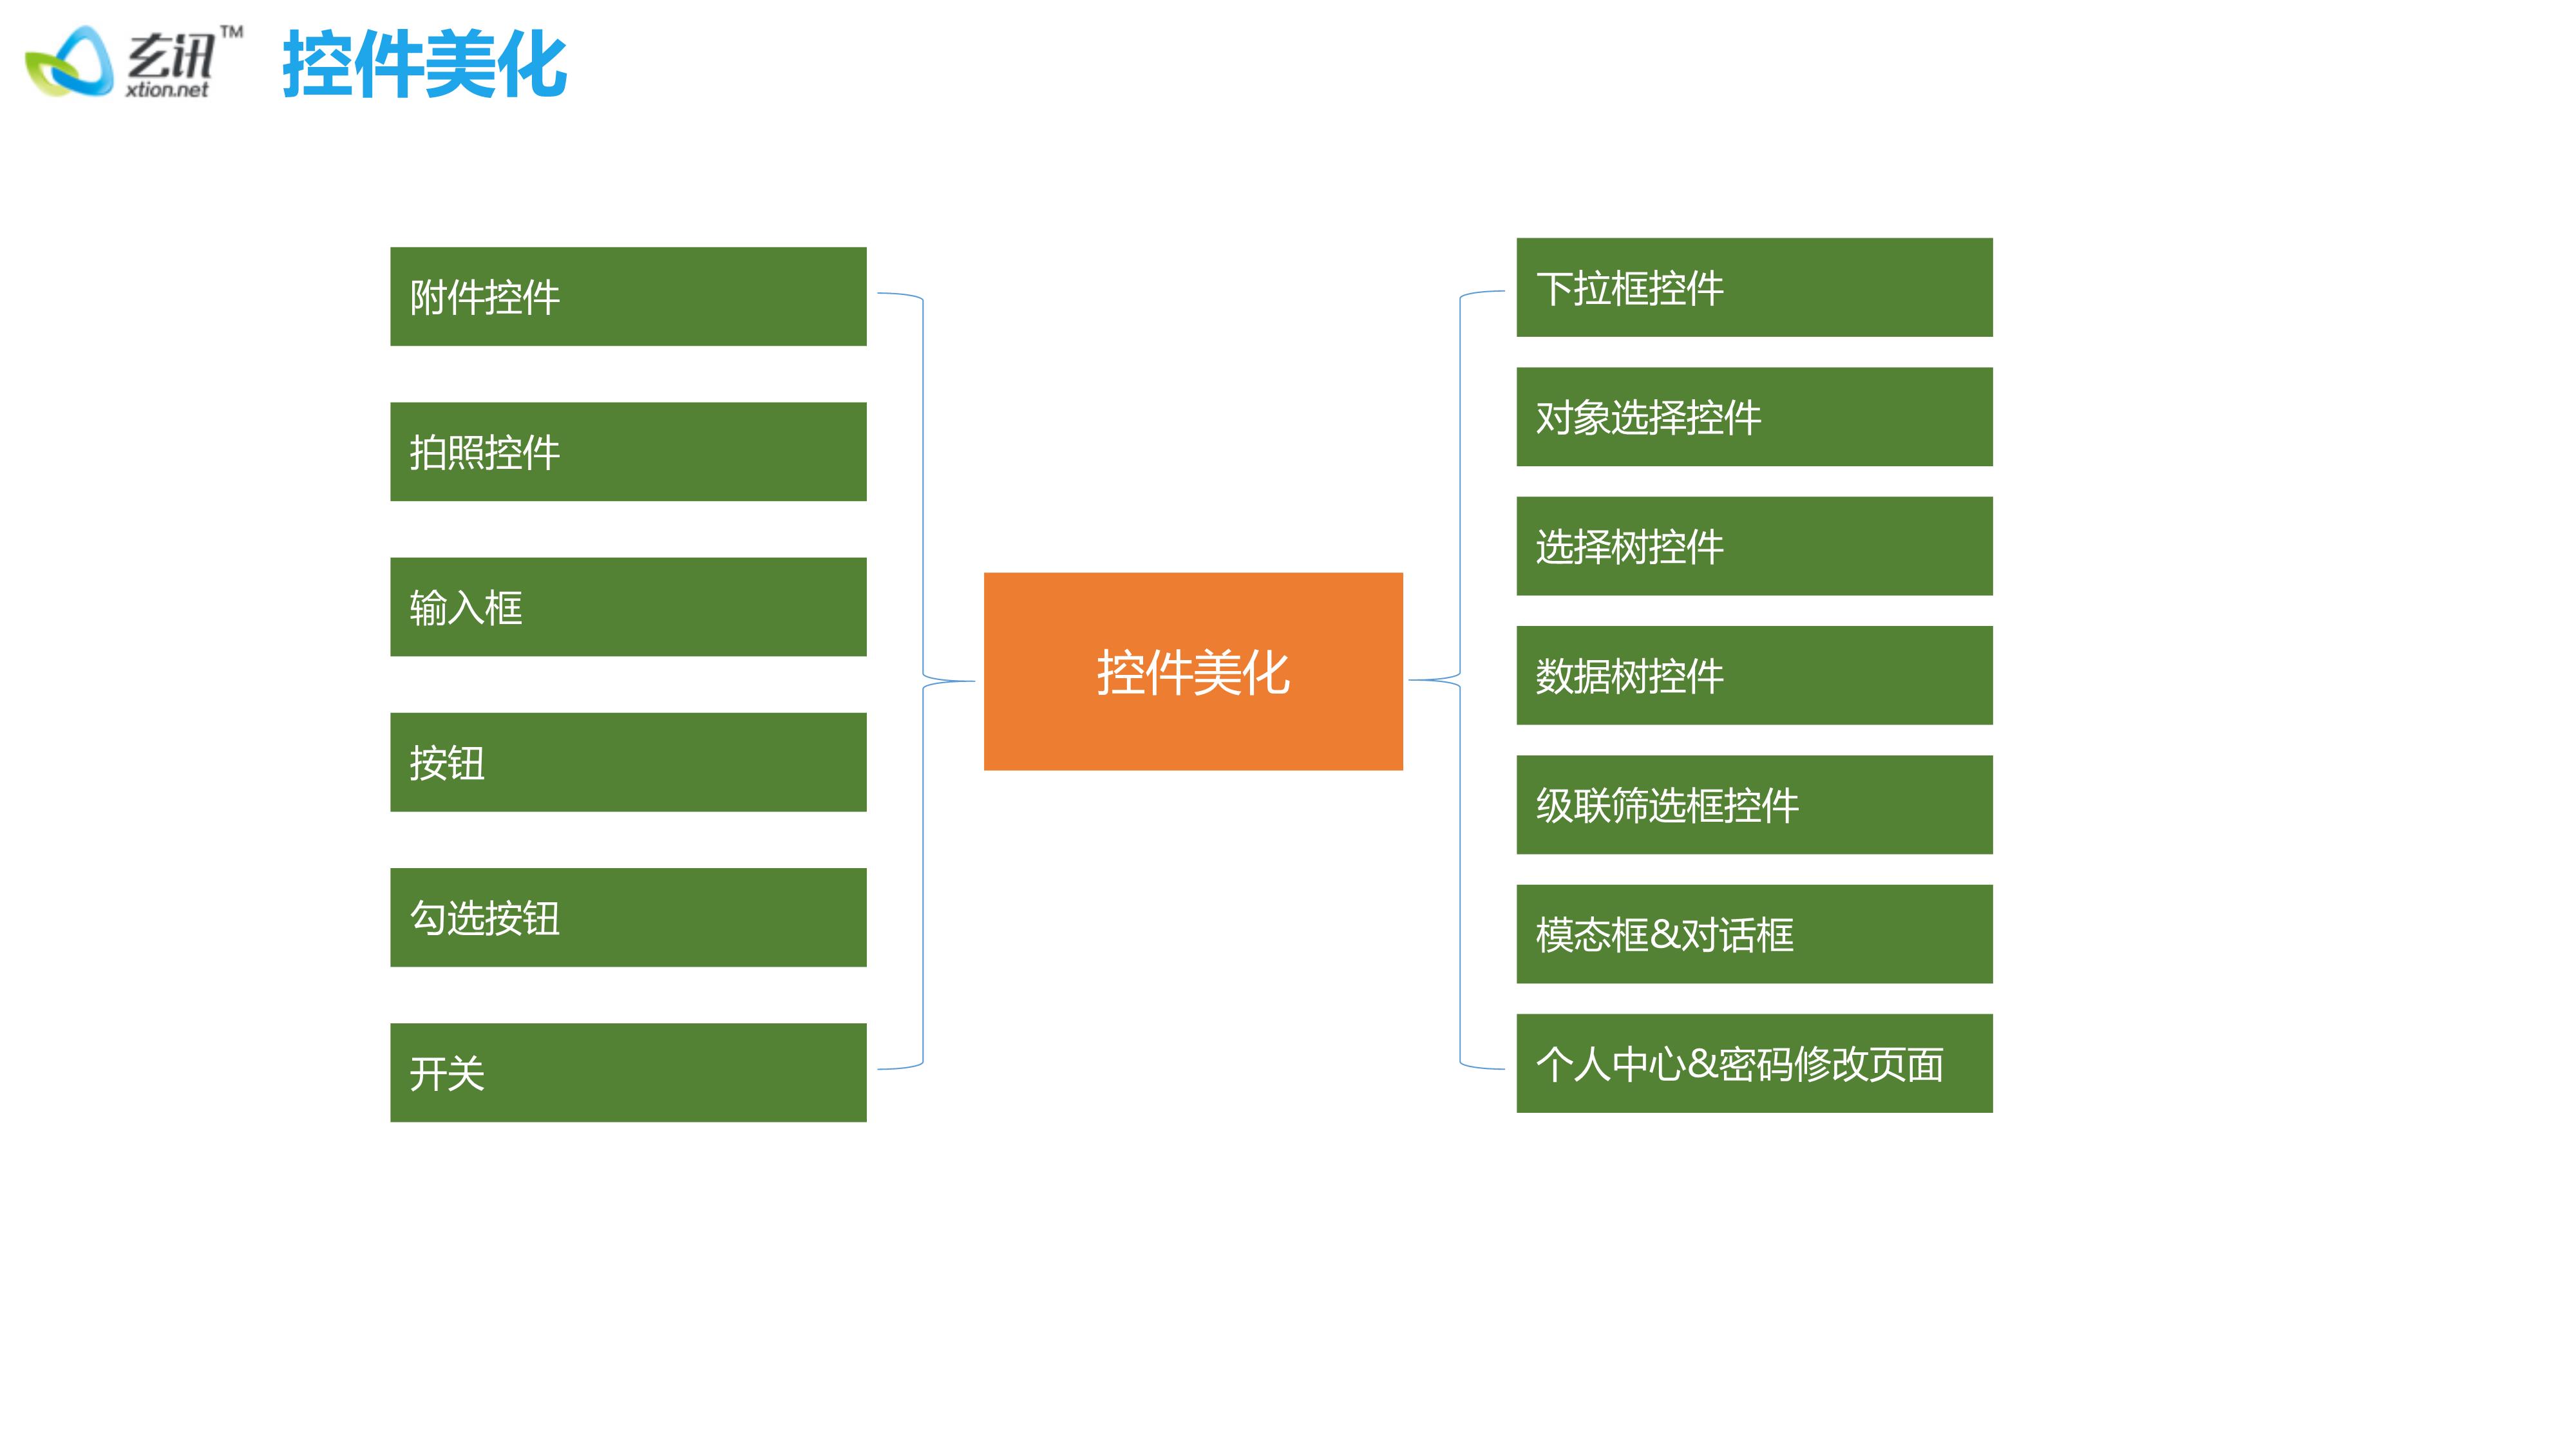 玄讯™
xtion.net
控件美化
附件控件
拍照控件
输入框
按钮
勾选按钮
开关
控件美化
下拉框控件
对象选择控件
选择树控件
数据树控件
级联筛选框控件
模态框&对话框
个人中心&密码修改页面